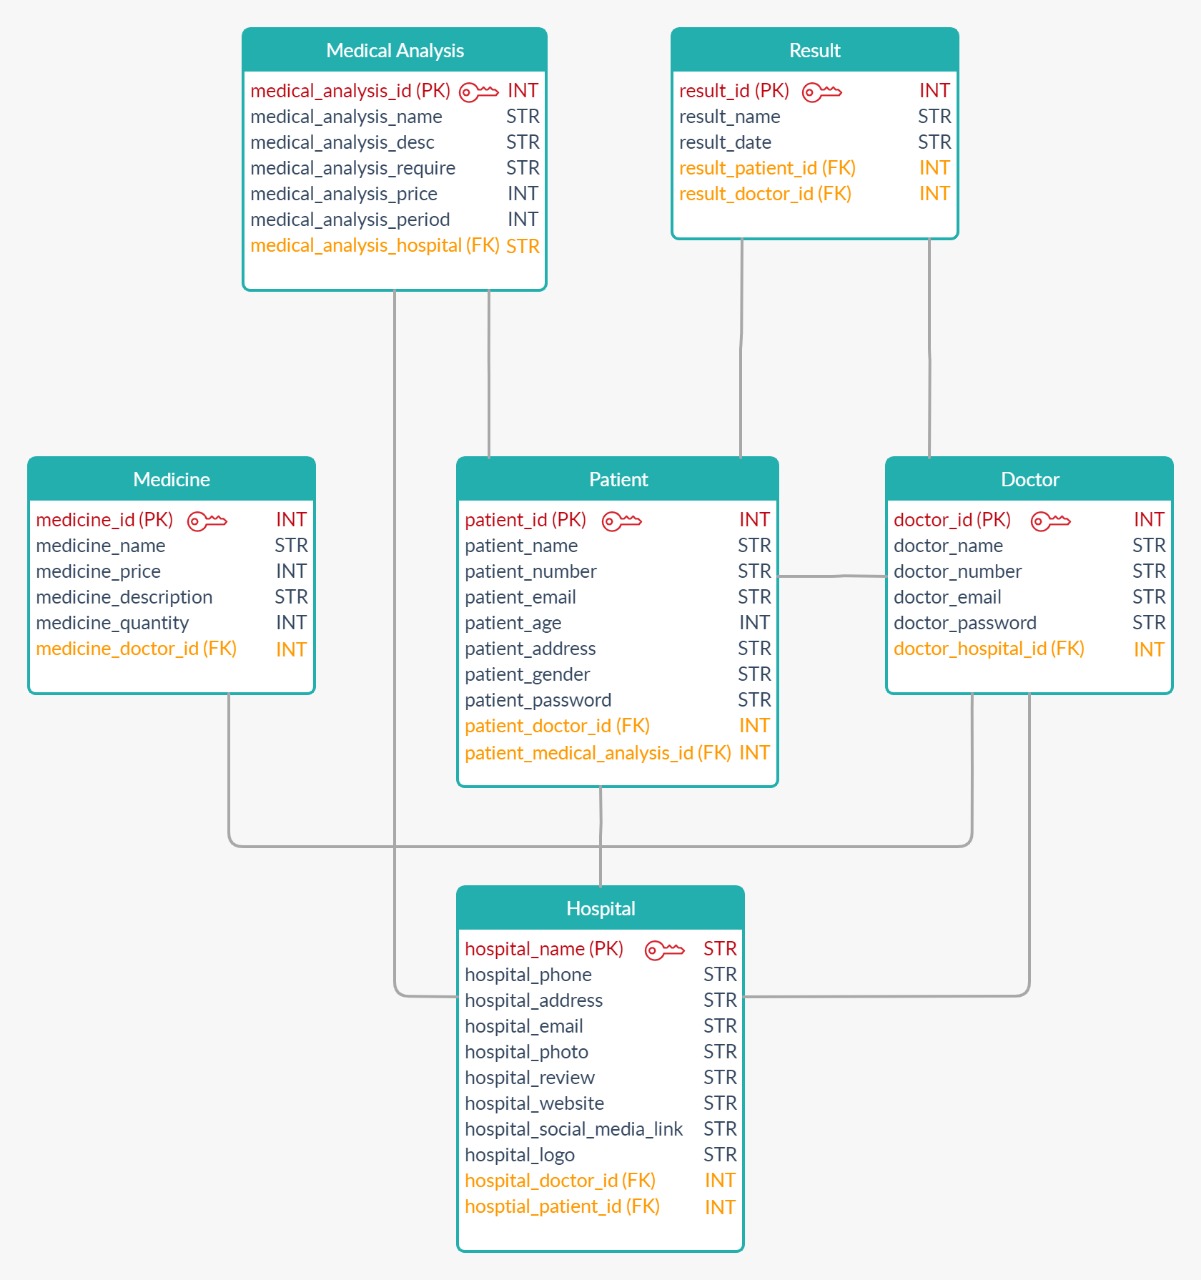 Medical Analysis
medical_analysis_id (PK) INT
medical_analysis_name STR
medical_analysis_desc STR
medical_analysis_require STR
medical_analysis_price INT
medical_analysis_period INT
medical_analysis_hospital (FK) STR
Result
result_id (PK) INT
result_name STR
result_date STR
result_patient_id (FK) INT
result_doctor_id (FK) INT
Medicine
medicine_id (PK) INT
medicine_name STR
medicine_price INT
medicine_description STR
medicine_quantity INT
medicine_doctor_id (FK) INT
Patient
patient_id (PK) INT
patient_name STR
patient_number STR
patient_email STR
patient_age INT
patient_address STR
patient_gender STR
patient_password STR
patient_doctor_id (FK) INT
patient_medical_analysis_id (FK) INT
Doctor
doctor_id (PK) INT
doctor_name STR
doctor_number STR
doctor_email STR
doctor_password STR
doctor_hospital_id (FK) INT
Hospital
hospital_name (PK) STR
hospital_phone STR
hospital_address STR
hospital_email STR
hospital_photo STR
hospital_review STR
hospital_website STR
hospital_social_media_link STR
hospital_logo STR
hospital_doctor_id (FK) INT
hosptial_patient_id (FK) INT